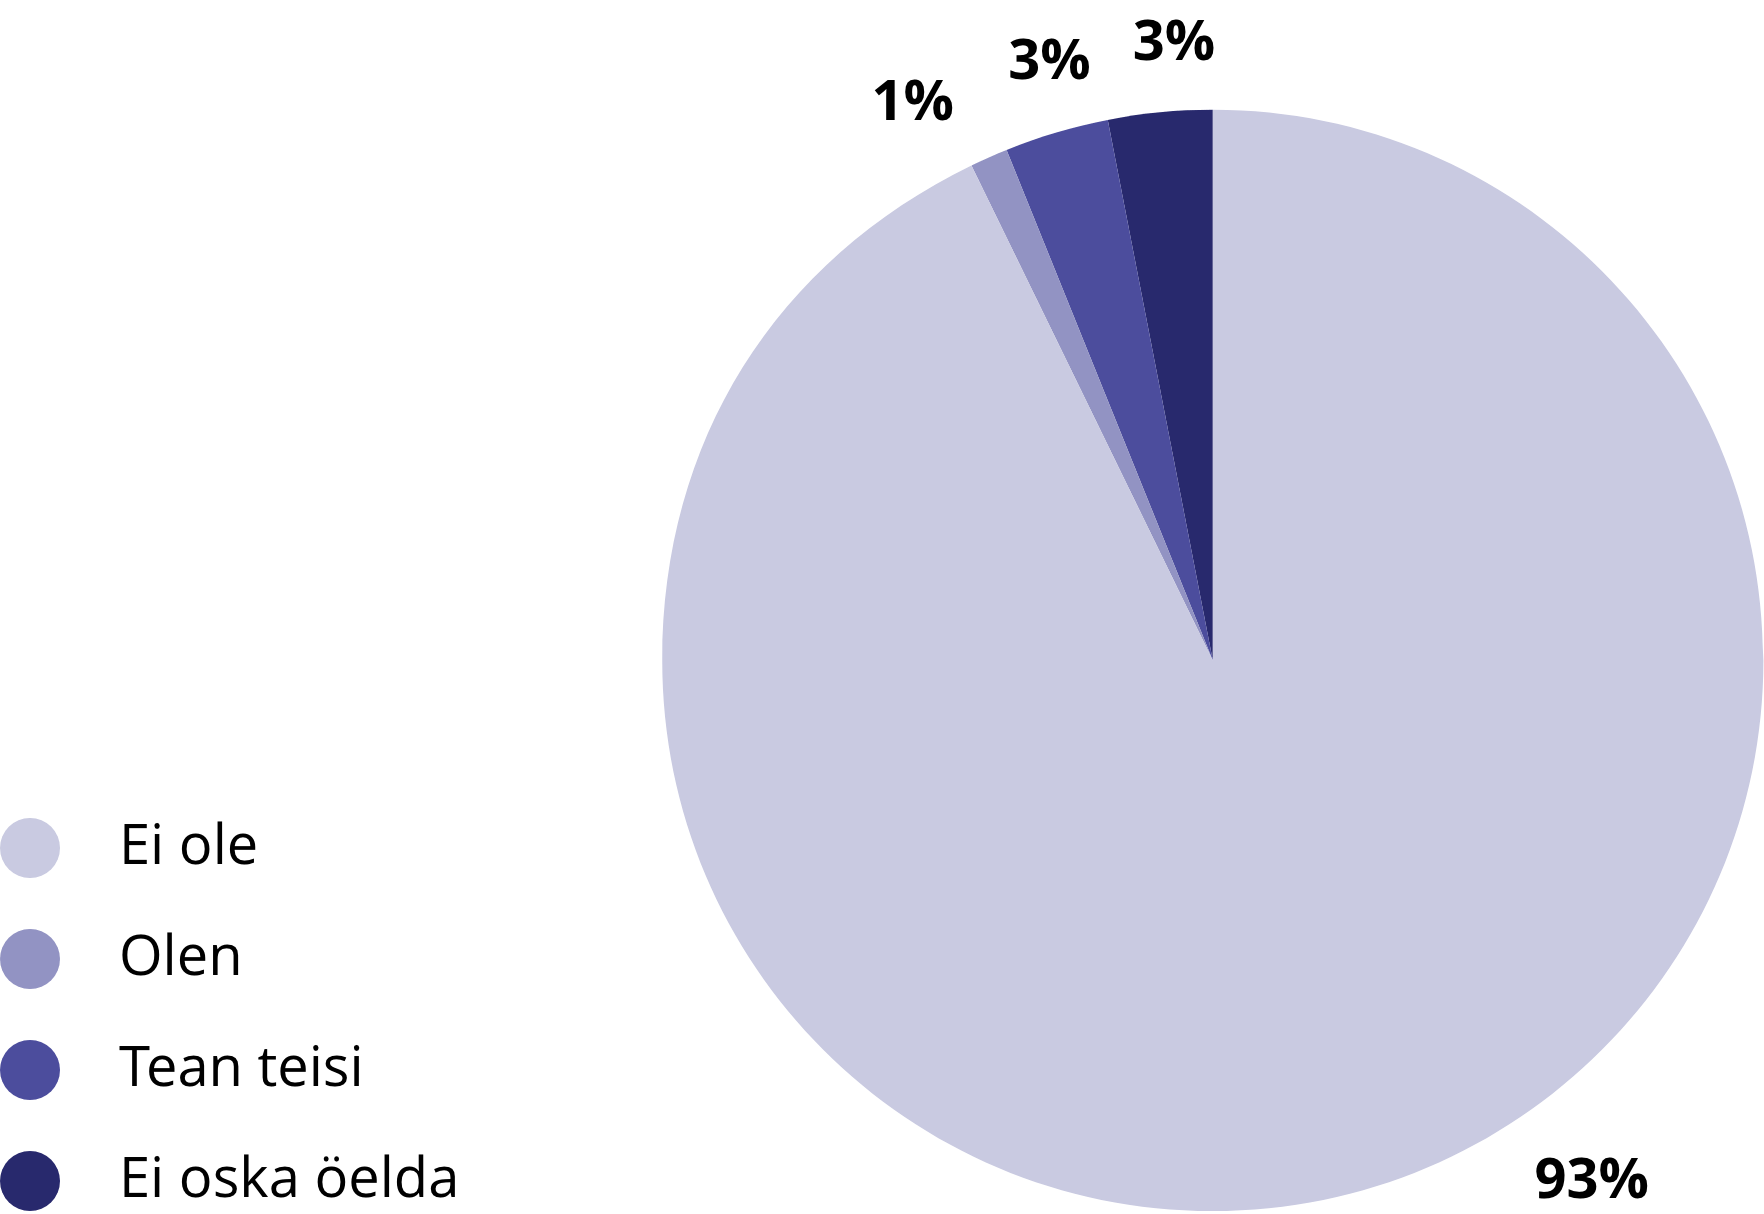 1%
3%
3%
Ei ole
Olen
Tean teisi
Ei oska öelda
93%